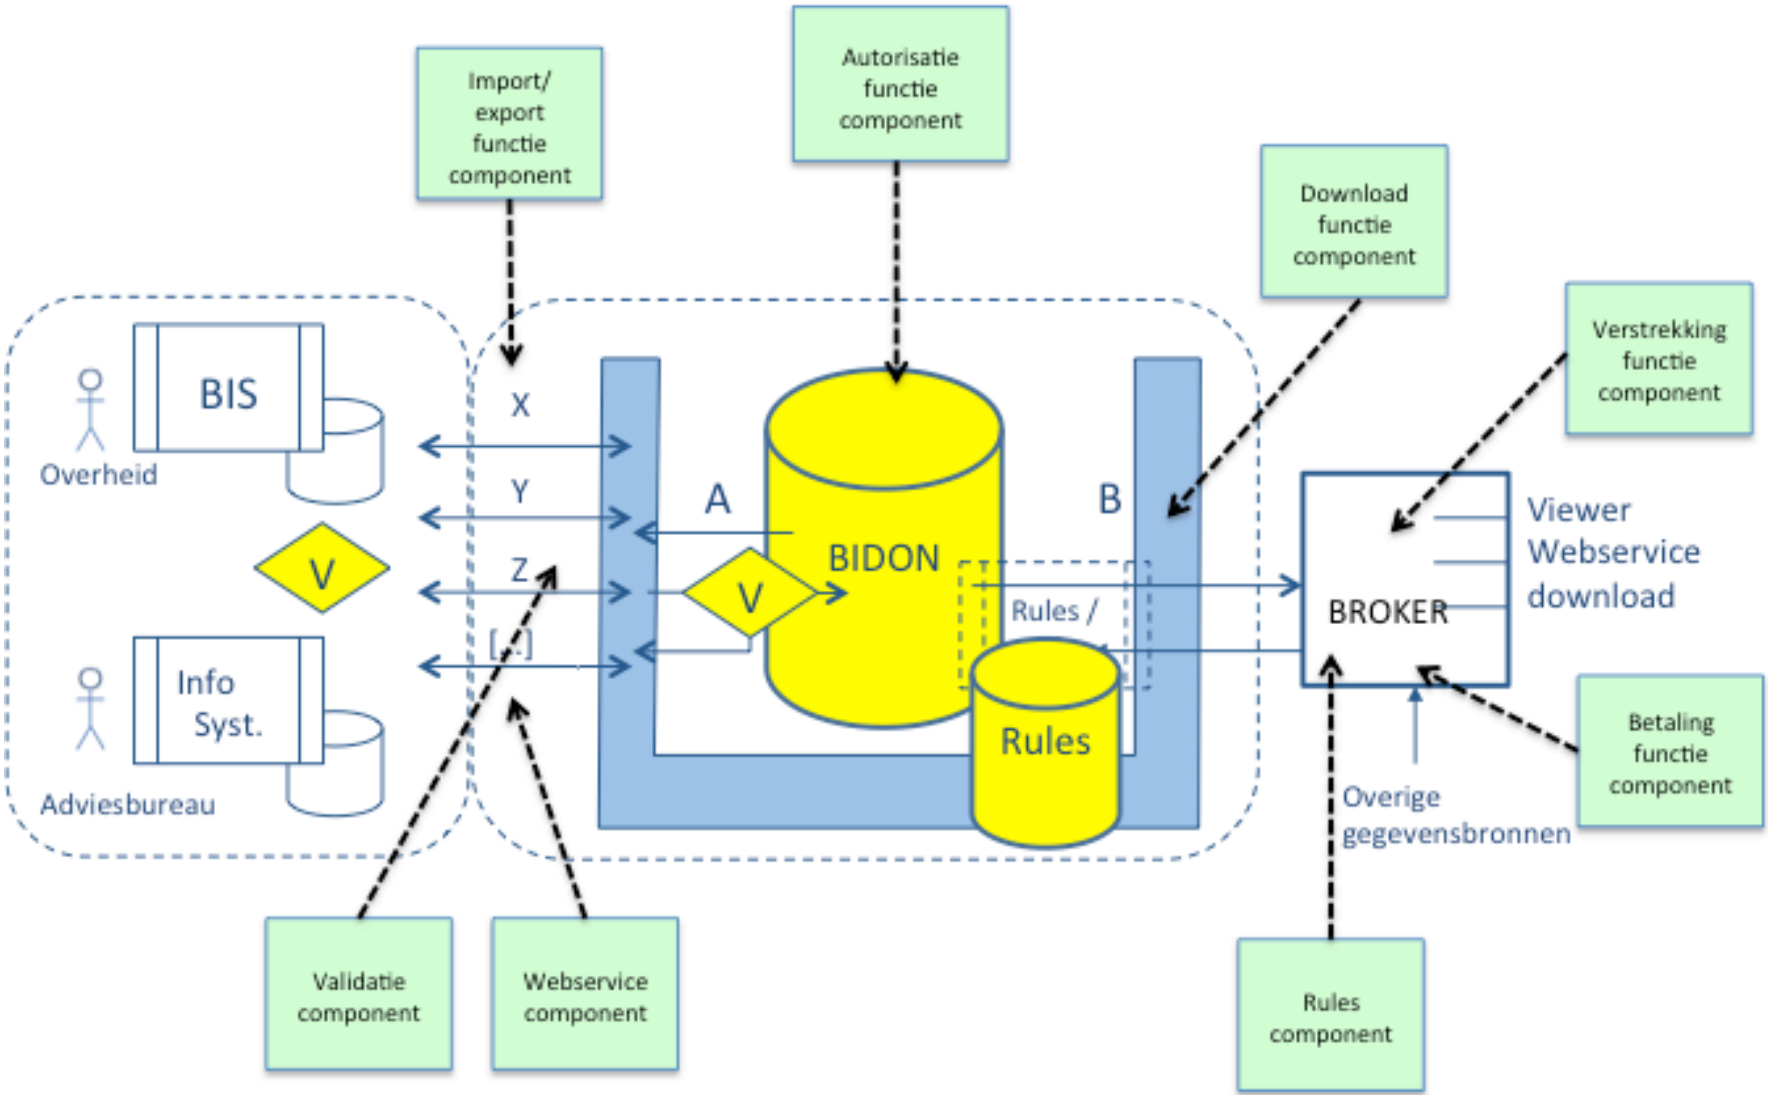 Import/
export
functie
component
Autorisatie
functie
component
Download
functie
component
Verstrekking
functie
component
BIS
Overheid
V
Info
Syst.
Adviesbureau
X
Y
Z
[...]
A
V
BIDON
B
Rules /
Rules
BROKER
Viewer
Webservice
download
Overige
gegevensbronnen
Betaling
functie
component
Validatie
component
Webservice
component
Rules
component